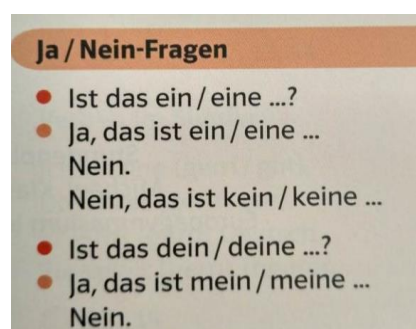 Ja / Nein-Fragen
Ist das ein / eine ...?
Ja, das ist ein / eine ...
Nein.
Nein, das ist kein / keine ...
Ist das dein / deine ...?
Ja, das ist mein / meine ...
Nein.